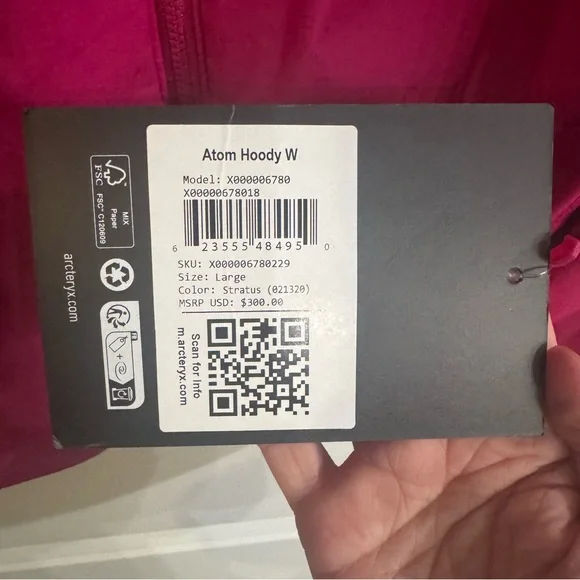 Atom Hoody W
Model: X000006780
X00000678018
6 23555 48495 0
SKU: X000006780229
Size: Large
Color: Stratus (021320)
MSRP USD: $300.00
Scan for Info
m.arcteryx.com
FSC
MIX
Paper
FSC™ C120609
arcteryx.com